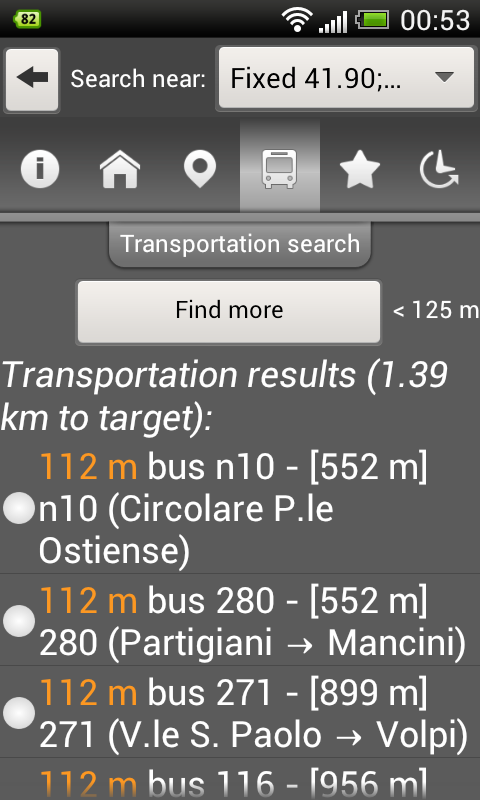 82
00:53
Search near:
Fixed 41.90;...
Transportation search
Find more
< 125 m
Transportation results (1.39
km to target):
112 m bus n10 - [552 m]
n10 (Circolare P.le
Ostiense)
112 m bus 280 - [552 m]
280 (Partigiani → Mancini)
112 m bus 271 - [899 m]
271 (V.le S. Paolo → Volpi)
112 m bus 116 - [956 m]